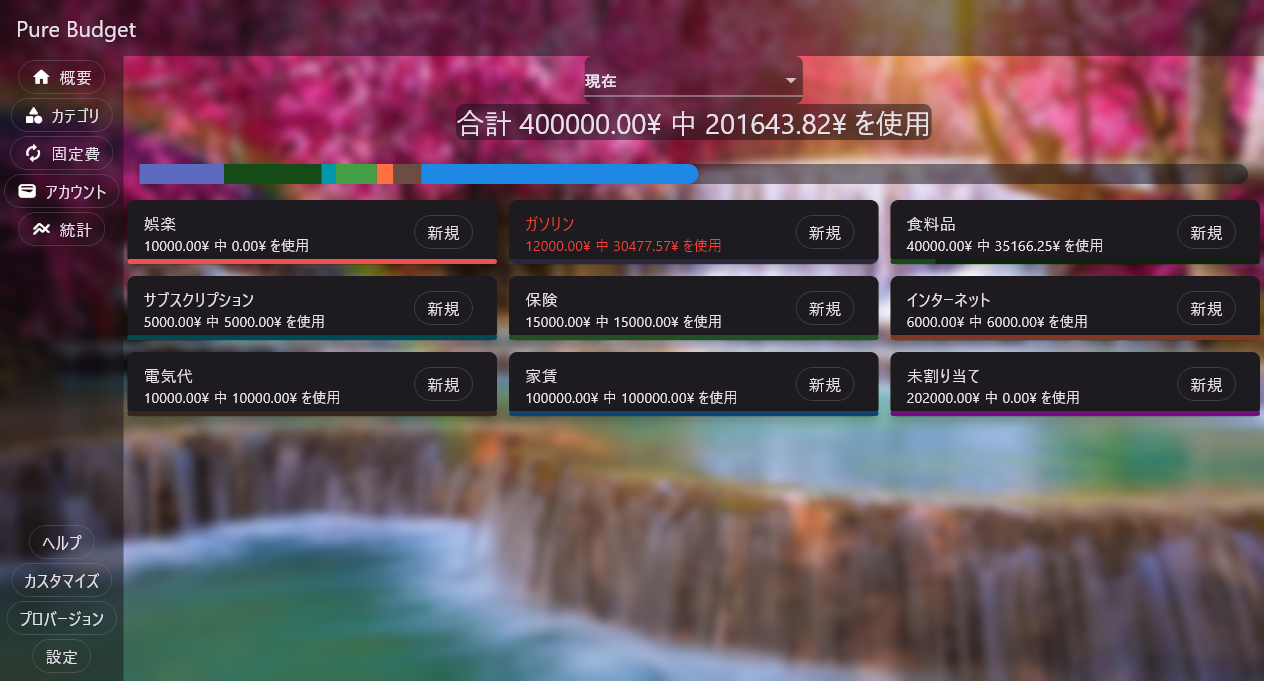 Pure Budget
概要
カテゴリ
固定費
アカウント
統計
ヘルプ
カスタマイズ
プロバージョン
設定
現在
合計 400000.00¥ 中 201643.82¥ を使用
娯楽
10000.00¥ 中 0.00¥ を使用
新規
ガソリン
12000.00¥ 中 30477.57¥ を使用
新規
食料品
40000.00¥ 中 35166.25¥ を使用
新規
サブスクリプション
5000.00¥ 中 5000.00¥ を使用
新規
保険
15000.00¥ 中 15000.00¥ を使用
新規
インターネット
6000.00¥ 中 6000.00¥ を使用
新規
電気代
10000.00¥ 中 10000.00¥ を使用
新規
家賃
100000.00¥ 中 100000.00¥ を使用
新規
未割り当て
202000.00¥ 中 0.00¥ を使用
新規